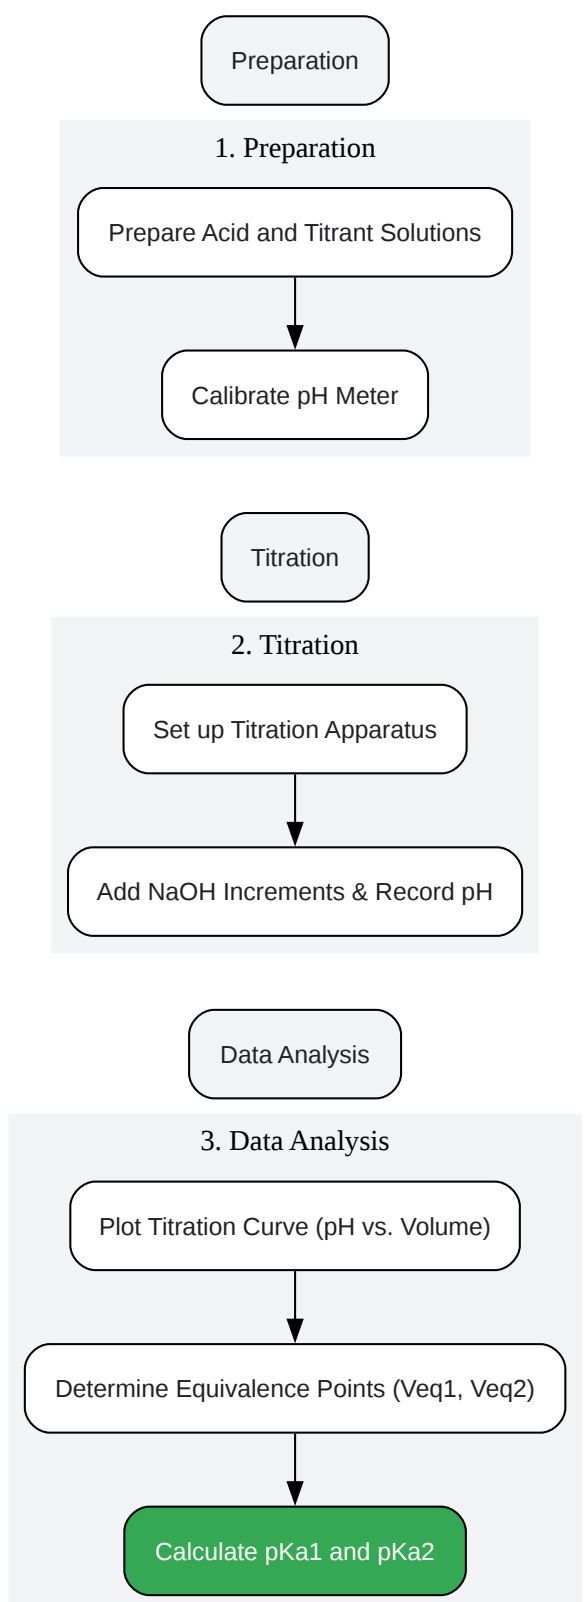 Preparation
1. Preparation
Prepare Acid and Titrant Solutions
Calibrate pH Meter
Titration
2. Titration
Set up Titration Apparatus
Add NaOH Increments & Record pH
Data Analysis
3. Data Analysis
Plot Titration Curve (pH vs. Volume)
Determine Equivalence Points (Veq1, Veq2)
Calculate pKa1 and pKa2